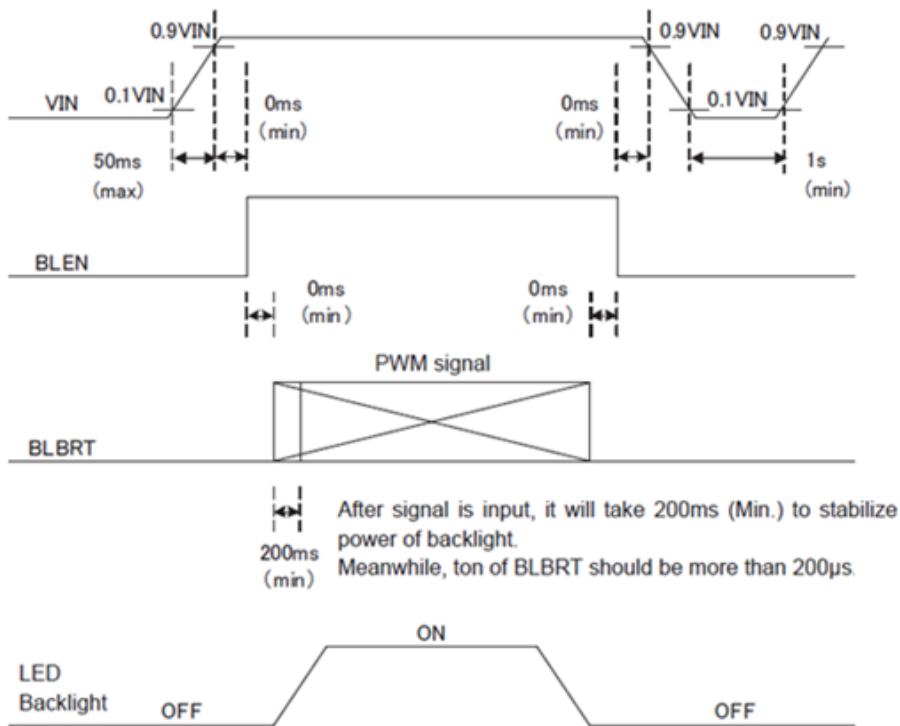 0.9VIN
0.9VIN
0.9VIN
VIN
0.1VIN
0ms
(min)
0ms
(min)
0.1VIN
50ms
(max)
1s
(min)
BLEN
0ms
(min)
0ms
(min)
PWM signal
BLBRT
200ms
(min)
After signal is input, it will take 200ms (Min.) to stabilize
power of backlight.
Meanwhile, ton of BLBRT should be more than 200μs.
ON
LED
Backlight
OFF
OFF